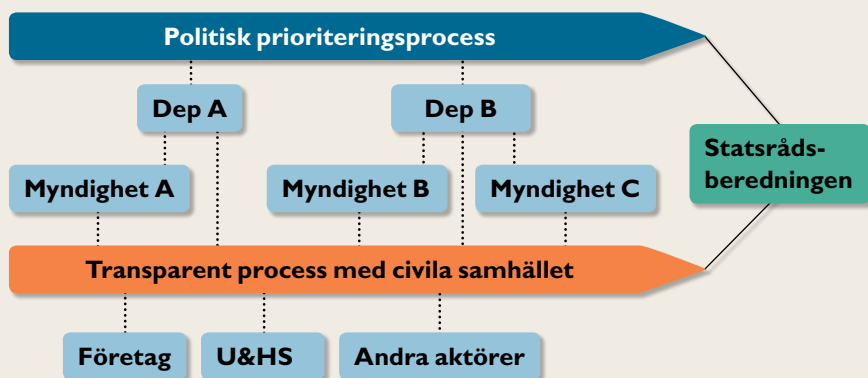 Politisk prioriteringsprocess
Dep A
Dep B
Statsråds-
beredningen
Myndighet A
Myndighet B
Myndighet C
Transparent process med civila samhället
Företag
U&HS
Andra aktörer